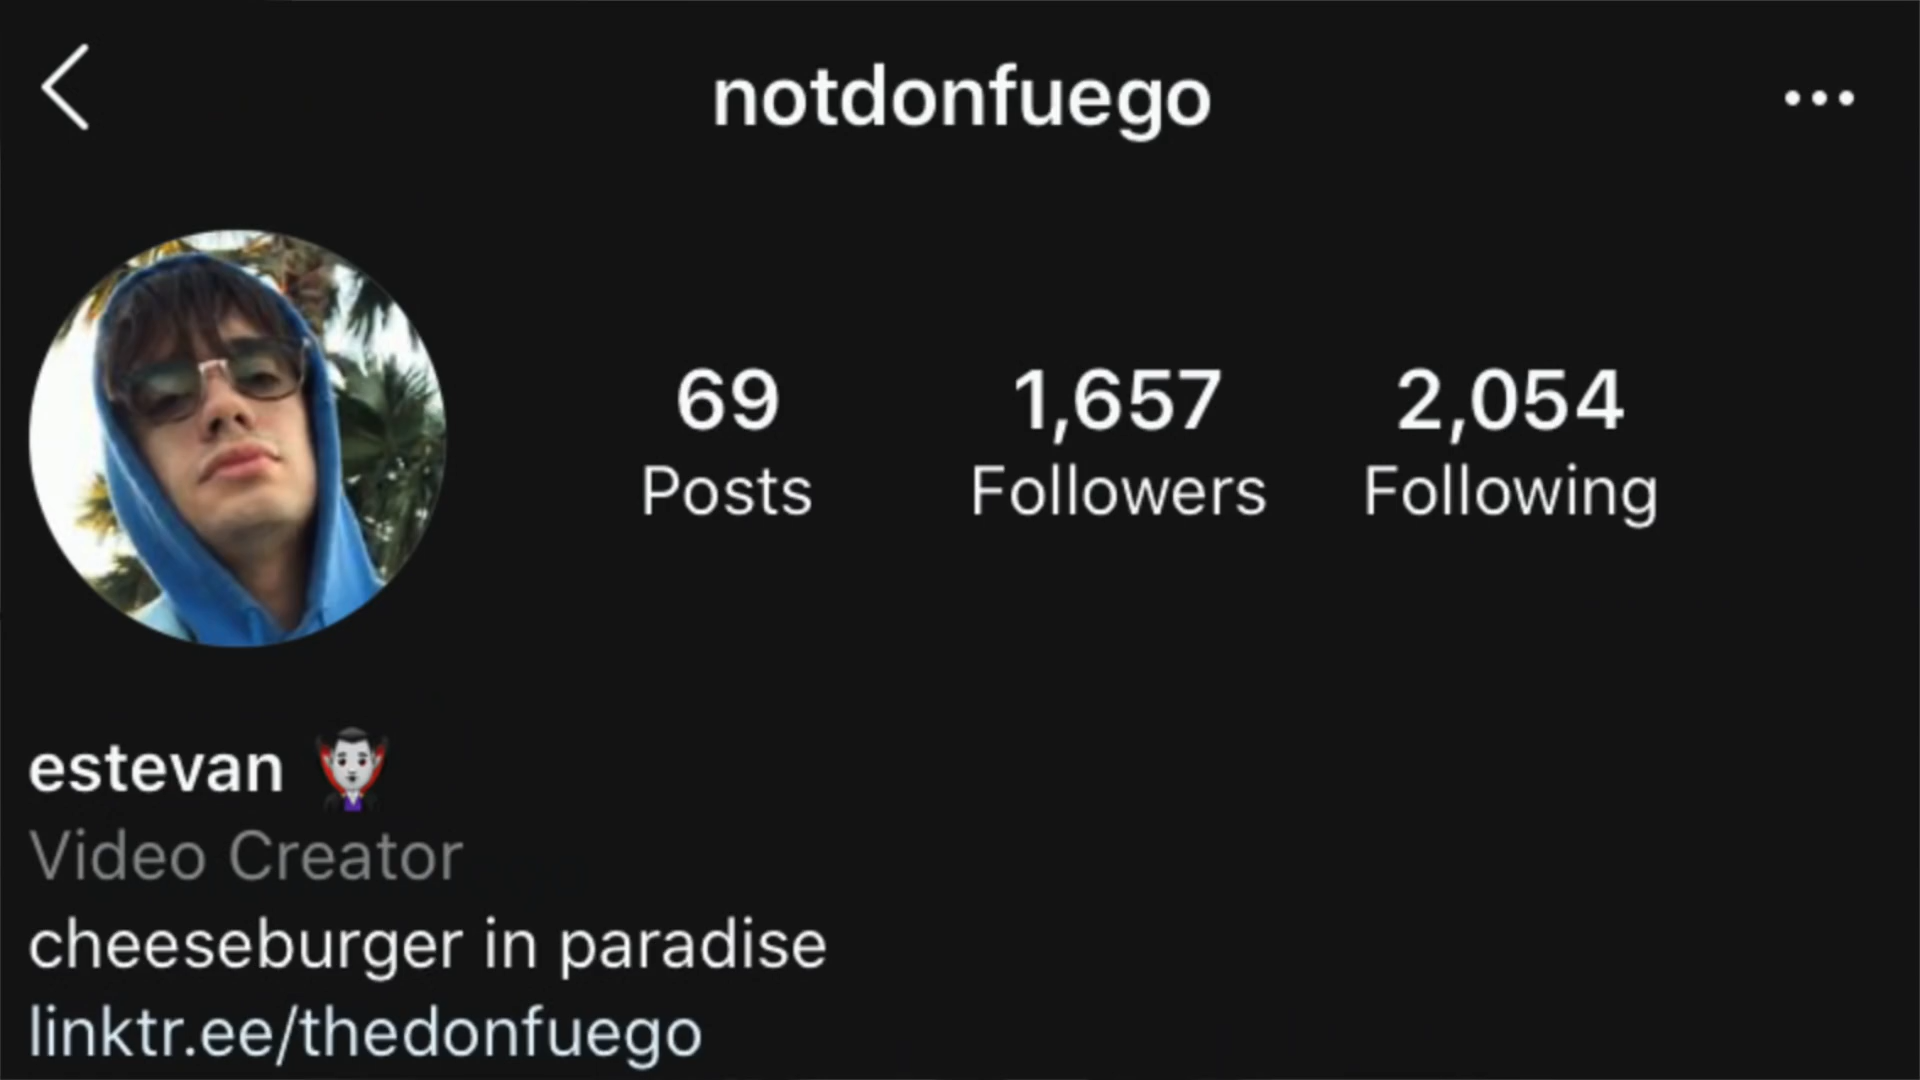 notdonfuego
69 1,657 2,054
Posts Followers Following
estevan 🧛🏻‍♂️
Video Creator
cheeseburger in paradise
linktr.ee/thedonfuego